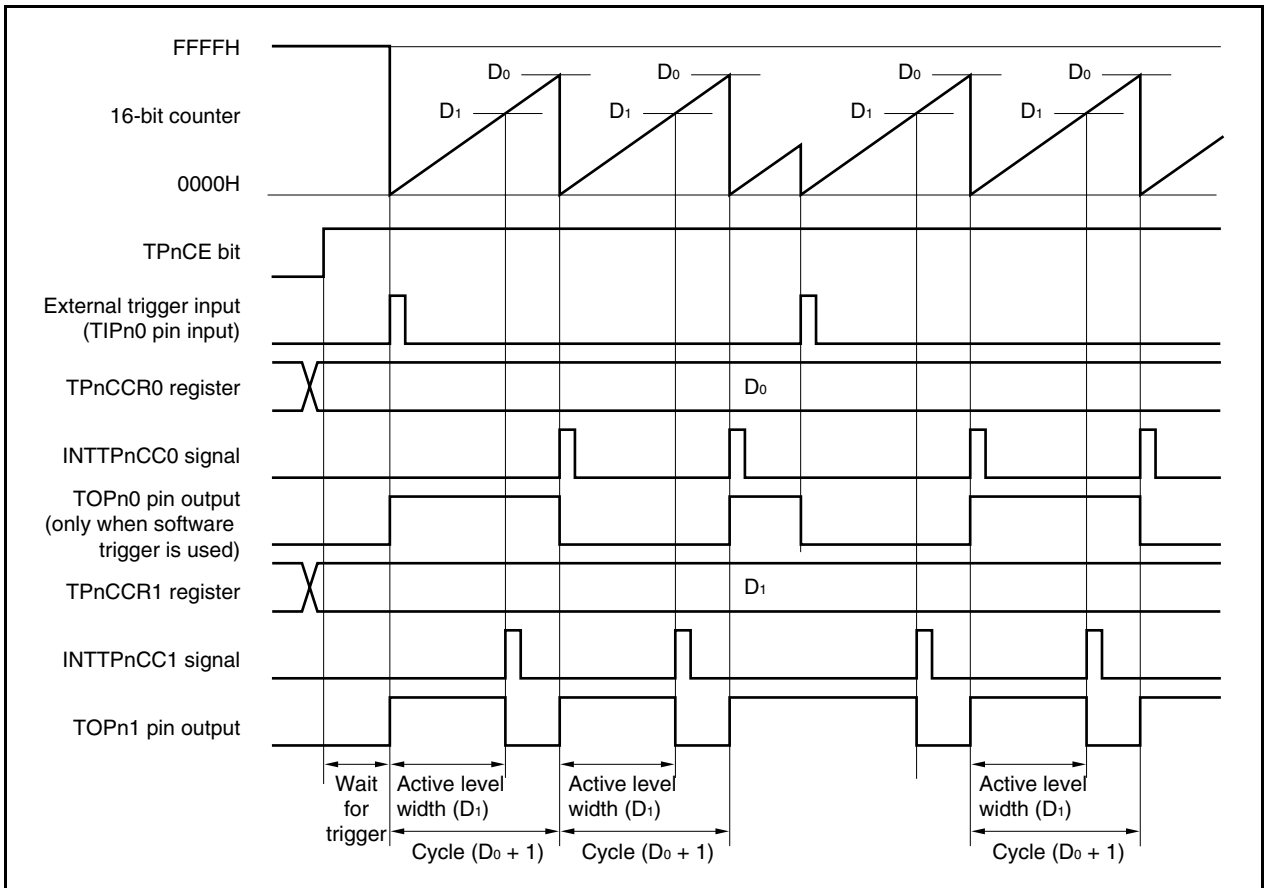 FFFFH
D0 D0 D0 D0
D1 D1 D1 D1
16-bit counter
0000H
TPnCE bit
External trigger input
(TIPn0 pin input)
TPnCCR0 register
D0
INTTPnCC0 signal
TOPn0 pin output
(only when software
trigger is used)
TPnCCR1 register
D1
INTTPnCC1 signal
TOPn1 pin output
Wait
for
trigger
Active level
width (D1)
Active level
width (D1)
Active level
width (D1)
Cycle (D0 + 1)
Cycle (D0 + 1)
Cycle (D0 + 1)